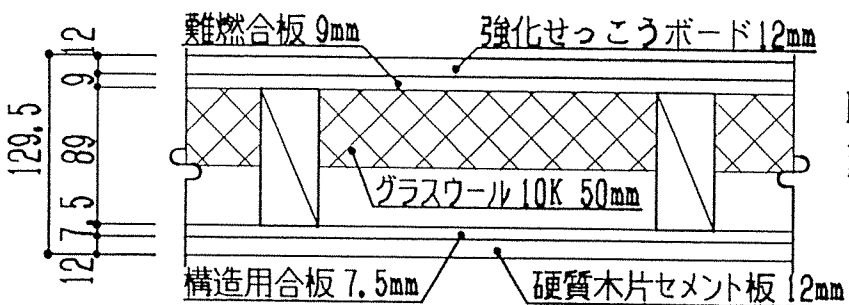 難燃合板 9mm
強化せっこうボード 12mm
12
9
129.5
89
7.5
12
グラスウール 10K 50mm
構造用合板 7.5mm
硬質木片セメント板 12mm